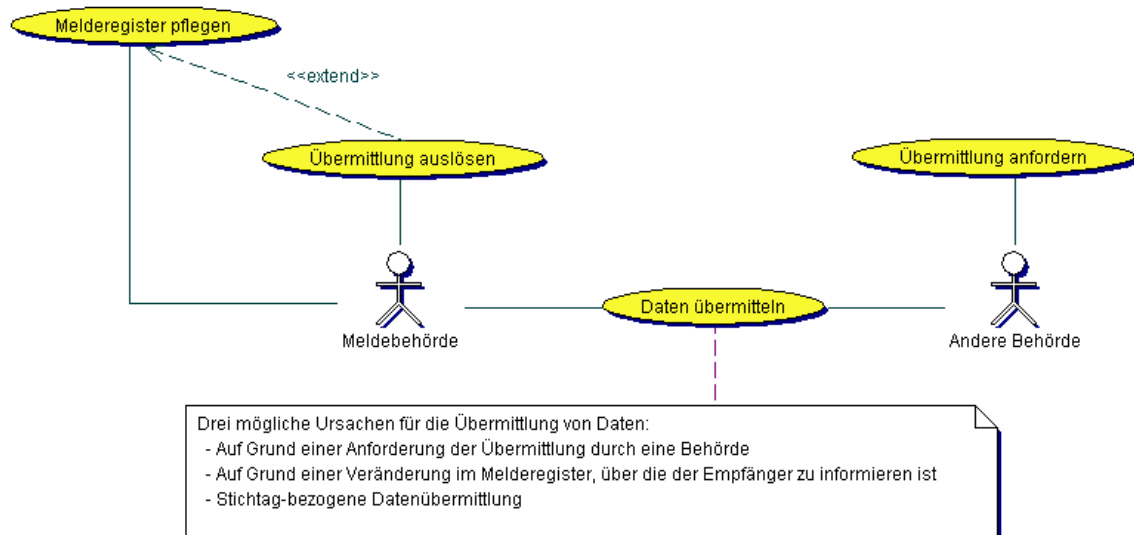 Melderegister pflegen
<<extend>>
Übermittlung auslösen
Übermittlung anfordern
Daten übermitteln
Meldebehörde
Andere Behörde
Drei mögliche Ursachen für die Übermittlung von Daten:
- Auf Grund einer Anforderung der Übermittlung durch eine Behörde
- Auf Grund einer Veränderung im Melderegister, über die der Empfänger zu informieren ist
- Stichtag-bezogene Datenübermittlung